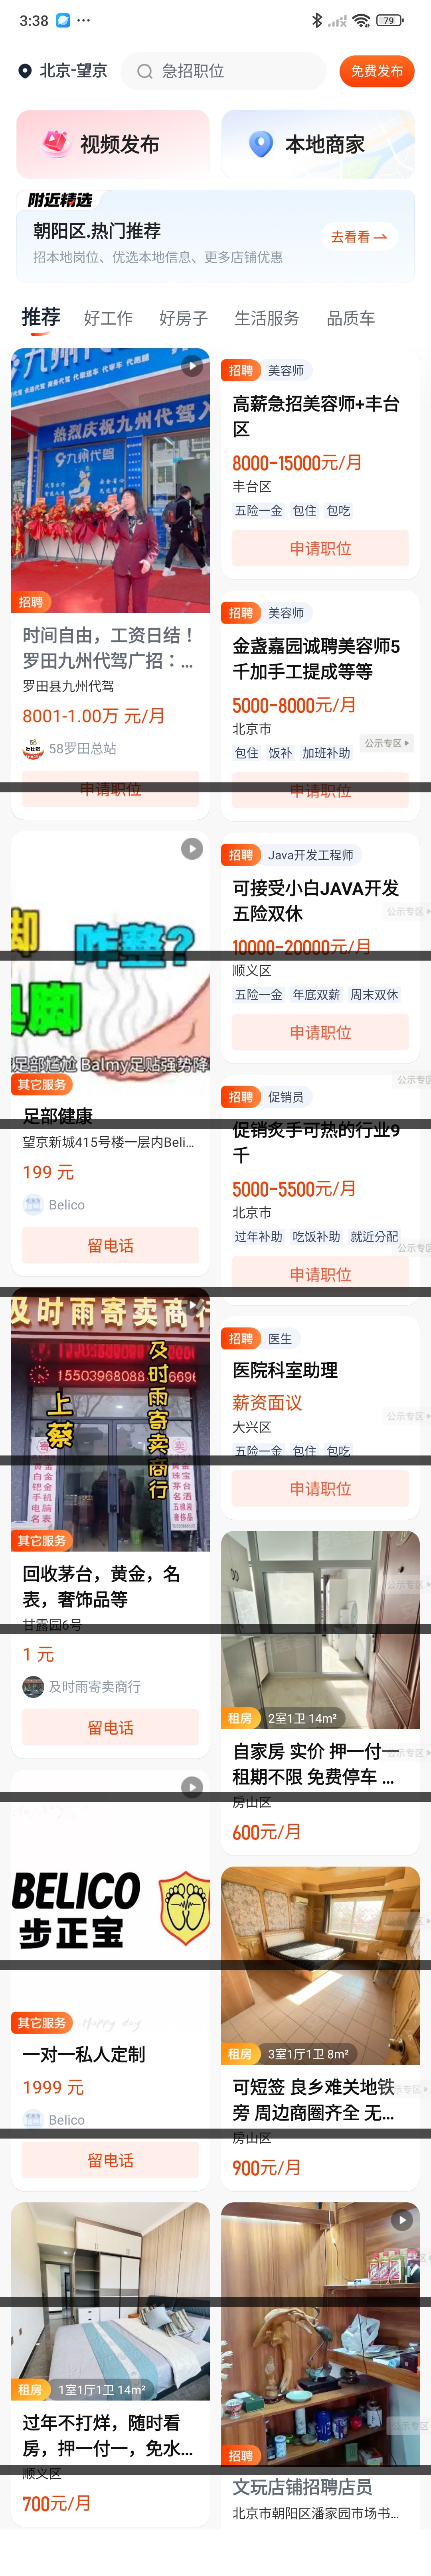 3:38
79
北京-望京
急招职位
免费发布
视频发布
本地商家
附近精选
朝阳区.热门推荐
招本地岗位、优选本地信息、更多店铺优惠
去看看
推荐
好工作
好房子
生活服务
品质车
热烈庆祝九州代驾入
九州代驾
招聘
时间自由，工资日结！
罗田九州代驾广招：...
罗田县九州代驾
8001-1.00万 元/月
58罗田总站
申请职位
咋整?
足部尴尬 Balmy足贴强势降
其它服务
足部健康
望京新城415号楼一层内Beli...
199 元
Belico
留电话
及时雨寄卖商行
15503968088
上蔡
及时雨寄卖商行
其它服务
回收茅台，黄金，名
表，奢饰品等
甘露园6号
1 元
及时雨寄卖商行
留电话
BELICO
步正宝
Happy day
其它服务
一对一私人定制
1999 元
Belico
留电话
租房
1室1厅1卫 14m²
过年不打烊，随时看
房，押一付一，免水...
顺义区
700元/月
招聘
美容师
高薪急招美容师+丰台
区
8000-15000元/月
丰台区
五险一金
包住
包吃
申请职位
招聘
美容师
金盏嘉园诚聘美容师5
千加手工提成等等
5000-8000元/月
北京市
公示专区
包住
饭补
加班补助
申请职位
招聘
Java开发工程师
可接受小白JAVA开发
五险双休
公示专区
10000-20000元/月
顺义区
五险一金
年底双薪
周末双休
申请职位
公示专区
招聘
促销员
促销炙手可热的行业9
千
5000-5500元/月
北京市
过年补助
吃饭补助
就近分配
公示专区
申请职位
招聘
医生
医院科室助理
薪资面议
公示专区
大兴区
五险一金
包住
包吃
申请职位
公示专区
租房
2室1卫 14m²
自家房 实价 押一付一
公示专区
租期不限 免费停车 ...
房山区
600元/月
租房
3室1厅1卫 8m²
可短签 良乡难关地铁
旁 周边商圈齐全 无...
房山区
900元/月
公示专区
招聘
文玩店铺招聘店员
北京市朝阳区潘家园市场书...